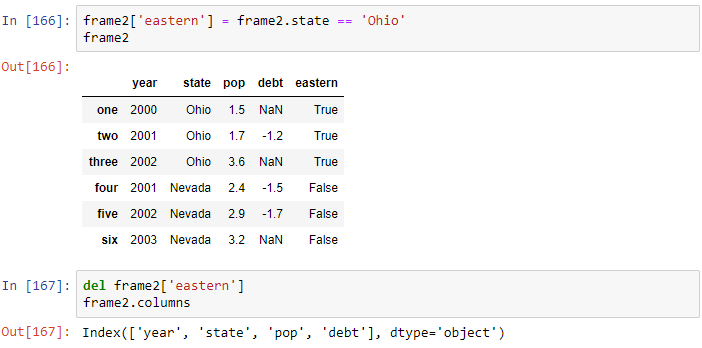 In [166]: frame2['eastern'] = frame2.state == 'Ohio'
frame2
Out[166]:
year state pop debt eastern
one 2000 Ohio 1.5 NaN True
two 2001 Ohio 1.7 -1.2 True
three 2002 Ohio 3.6 NaN True
four 2001 Nevada 2.4 -1.5 False
five 2002 Nevada 2.9 -1.7 False
six 2003 Nevada 3.2 NaN False
In [167]: del frame2['eastern']
frame2.columns
Out[167]: Index(['year', 'state', 'pop', 'debt'], dtype='object')